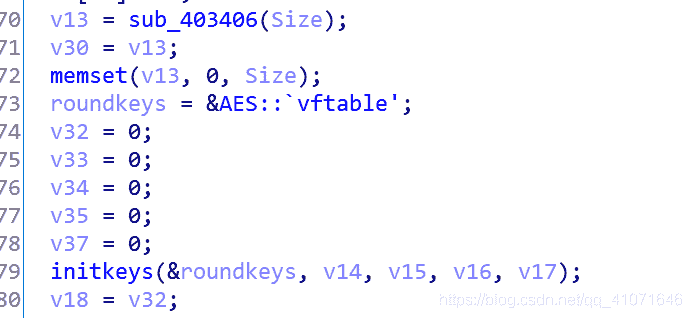 70 v13 = sub_403406(Size);
71 v30 = v13;
72 memset(v13, 0, Size);
73 roundkeys = &AES::`vftable';
74 v32 = 0;
75 v33 = 0;
76 v34 = 0;
77 v35 = 0;
78 v37 = 0;
79 initkeys(&roundkeys, v14, v15, v16, v17);
80 v18 = v32;
https://blog.csdn.net/qq_41071646